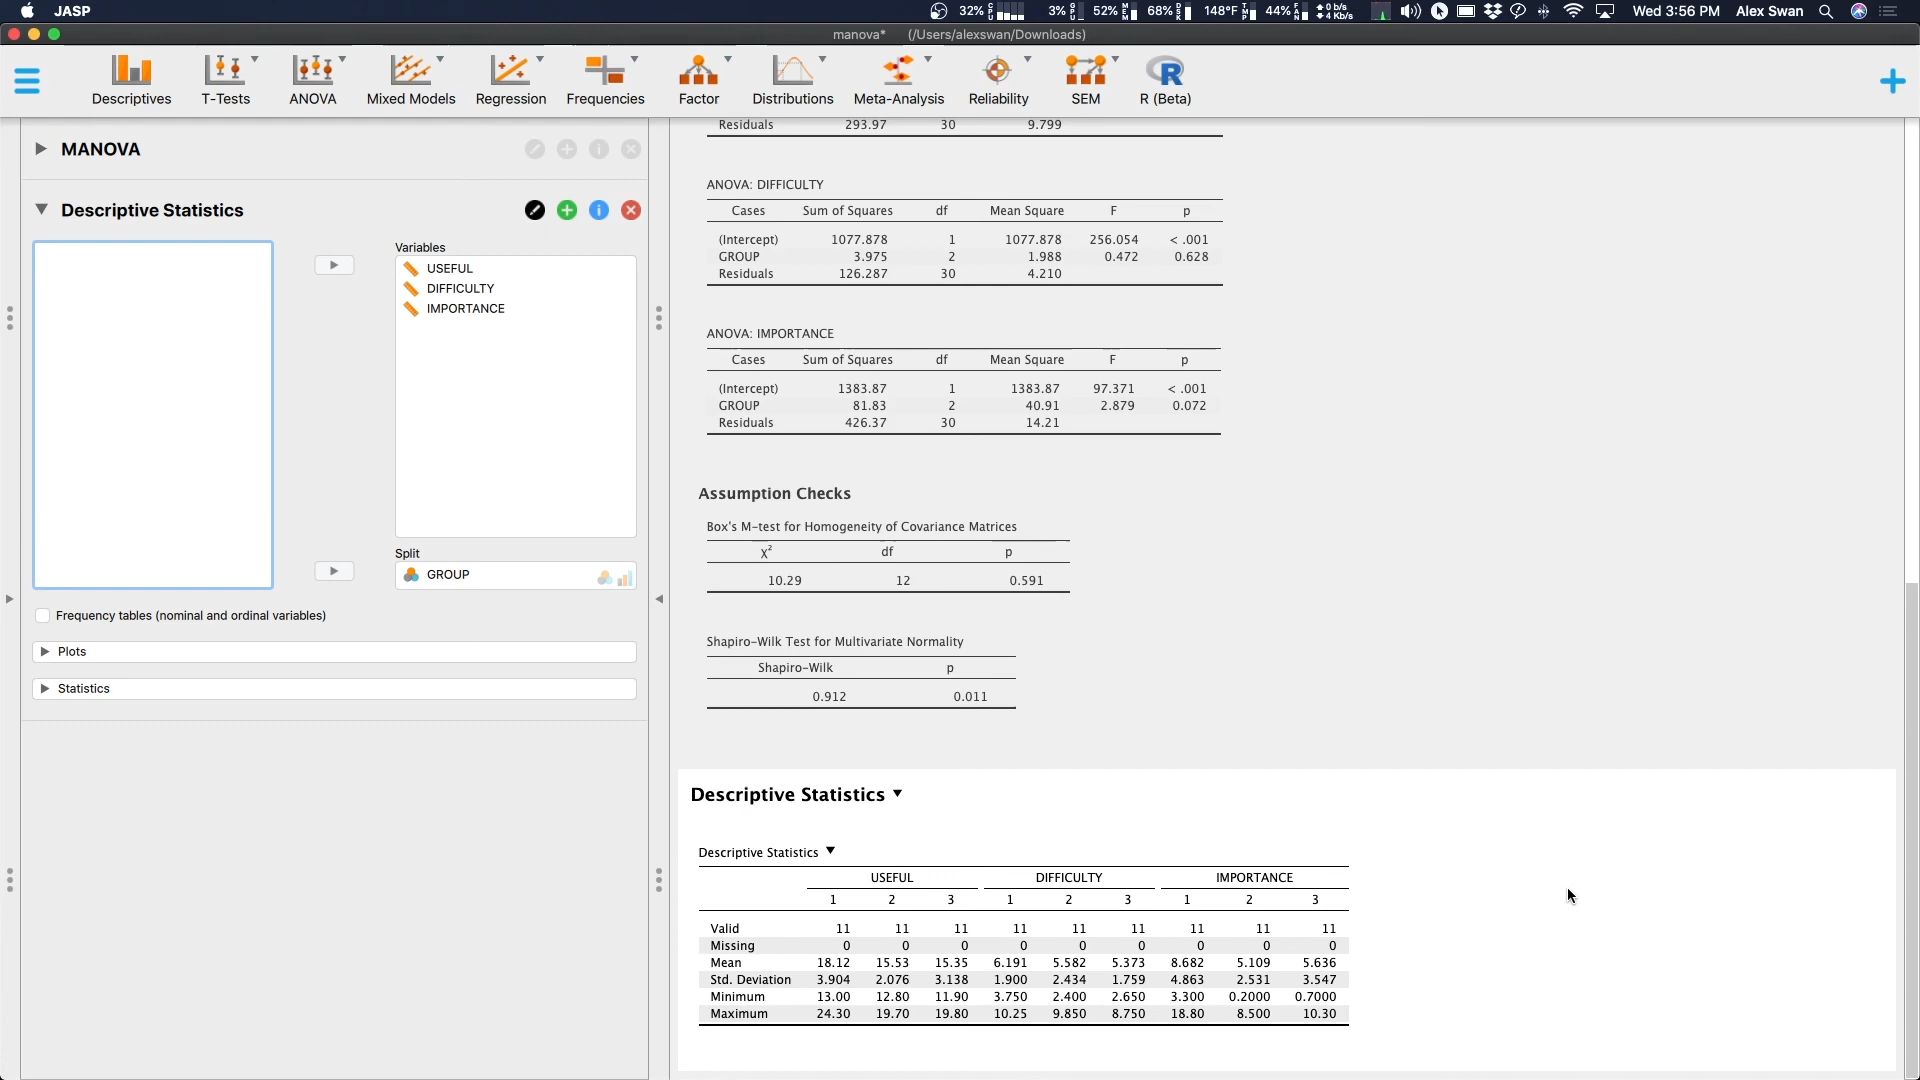 JASP 32% CPU 3% GPU 52% MEM 68% SSK 148°F 44% 0 b/s 4 Kb/s Wed 3:56 PM Alex Swan
manova* (/Users/alexswan/Downloads)
Descriptives T-Tests ANOVA Mixed Models Regression Frequencies Factor Distributions Meta-Analysis Reliability SEM R (Beta)
MANOVA
Descriptive Statistics
Variables
USEFUL
DIFFICULTY
IMPORTANCE
Split
GROUP
Frequency tables (nominal and ordinal variables)
Plots
Statistics
Residuals 293.97 30 9.799
ANOVA: DIFFICULTY
Cases Sum of Squares df Mean Square F p
(Intercept) 1077.878 1 1077.878 256.054 < .001
GROUP 3.975 2 1.988 0.472 0.628
Residuals 126.287 30 4.210
ANOVA: IMPORTANCE
Cases Sum of Squares df Mean Square F p
(Intercept) 1383.87 1 1383.87 97.371 < .001
GROUP 81.83 2 40.91 2.879 0.072
Residuals 426.37 30 14.21
Assumption Checks
Box's M-test for Homogeneity of Covariance Matrices
χ² df p
10.29 12 0.591
Shapiro-Wilk Test for Multivariate Normality
Shapiro-Wilk p
0.912 0.011
Descriptive Statistics
Descriptive Statistics
USEFUL DIFFICULTY IMPORTANCE
1 2 3 1 2 3 1 2 3
Valid 11 11 11 11 11 11 11 11 11
Missing 0 0 0 0 0 0 0 0 0
Mean 18.12 15.53 15.35 6.191 5.582 5.373 8.682 5.109 5.636
Std. Deviation 3.904 2.076 3.138 1.900 2.434 1.759 4.863 2.531 3.547
Minimum 13.00 12.80 11.90 3.750 2.400 2.650 3.300 0.2000 0.7000
Maximum 24.30 19.70 19.80 10.25 9.850 8.750 18.80 8.500 10.30